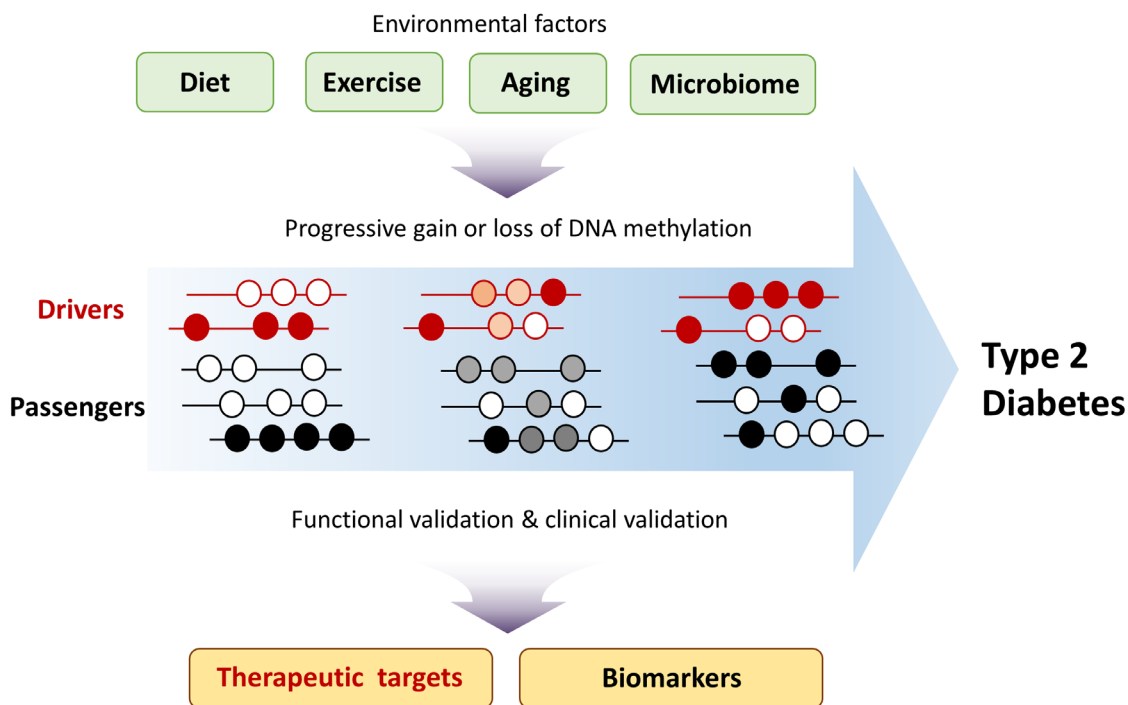 Environmental factors
Diet
Exercise
Aging
Microbiome
Progressive gain or loss of DNA methylation
Drivers
Passengers
Type 2
Diabetes
Functional validation & clinical validation
Therapeutic targets
Biomarkers